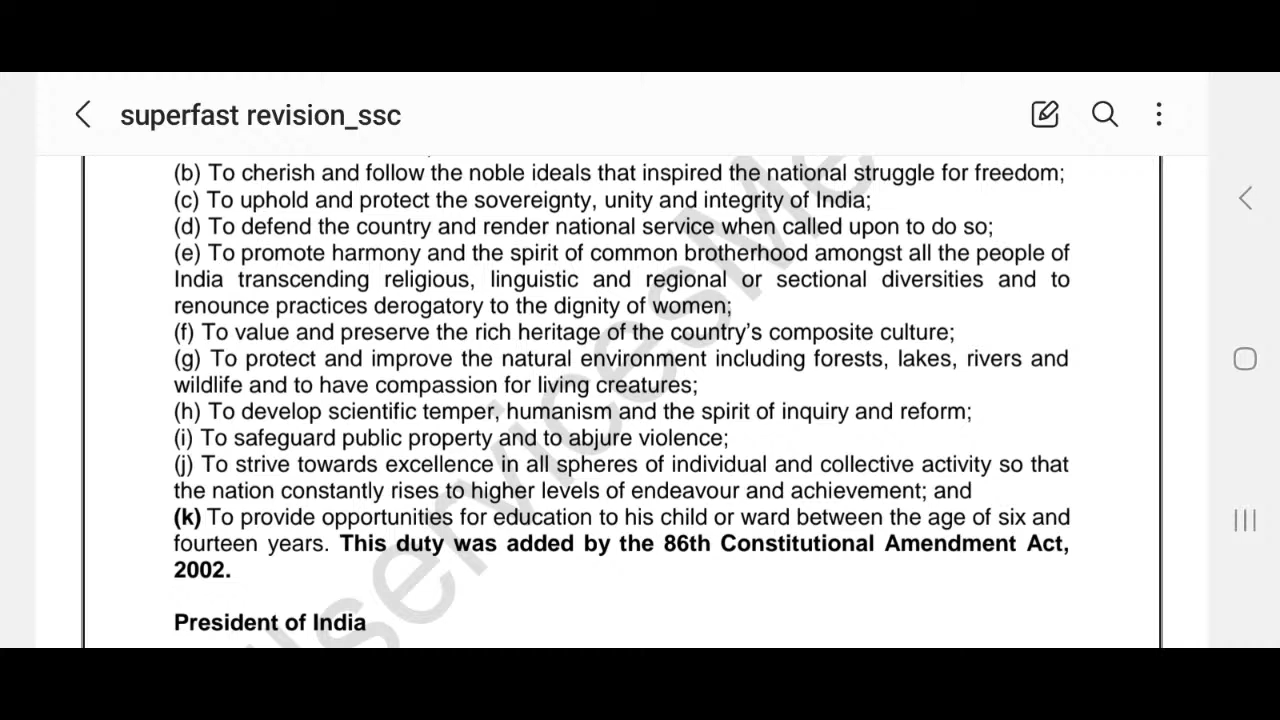 superfast revision_ssc
(b) To cherish and follow the noble ideals that inspired the national struggle for freedom;
(c) To uphold and protect the sovereignty, unity and integrity of India;
(d) To defend the country and render national service when called upon to do so;
(e) To promote harmony and the spirit of common brotherhood amongst all the people of
India transcending religious, linguistic and regional or sectional diversities and to
renounce practices derogatory to the dignity of women;
(f) To value and preserve the rich heritage of the country’s composite culture;
(g) To protect and improve the natural environment including forests, lakes, rivers and
wildlife and to have compassion for living creatures;
(h) To develop scientific temper, humanism and the spirit of inquiry and reform;
(i) To safeguard public property and to abjure violence;
(j) To strive towards excellence in all spheres of individual and collective activity so that
the nation constantly rises to higher levels of endeavour and achievement; and
(k) To provide opportunities for education to his child or ward between the age of six and
fourteen years. This duty was added by the 86th Constitutional Amendment Act,
2002.
President of India